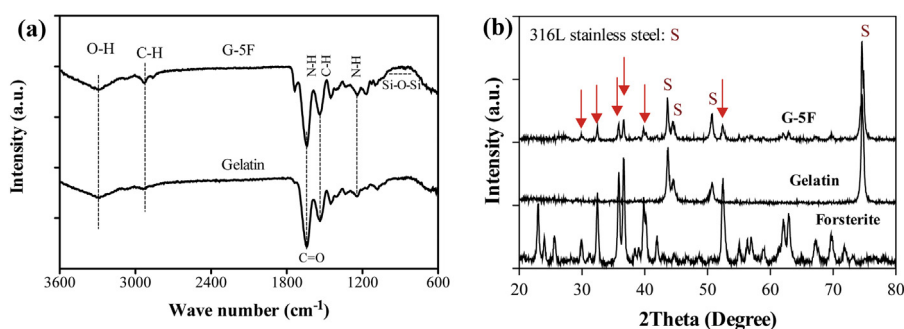 (a)
O-H
C-H
G-5F
N-H
C-H
N-H
Si-O-Si
Gelatin
C=O
Intensity (a.u.)
3600 3000 2400 1800 1200 600
Wave number (cm-1)
(b)
316L stainless steel: S
S
S
S
S
G-5F
Gelatin
Forsterite
Intensity (a.u.)
20 30 40 50 60 70 80
2Theta (Degree)